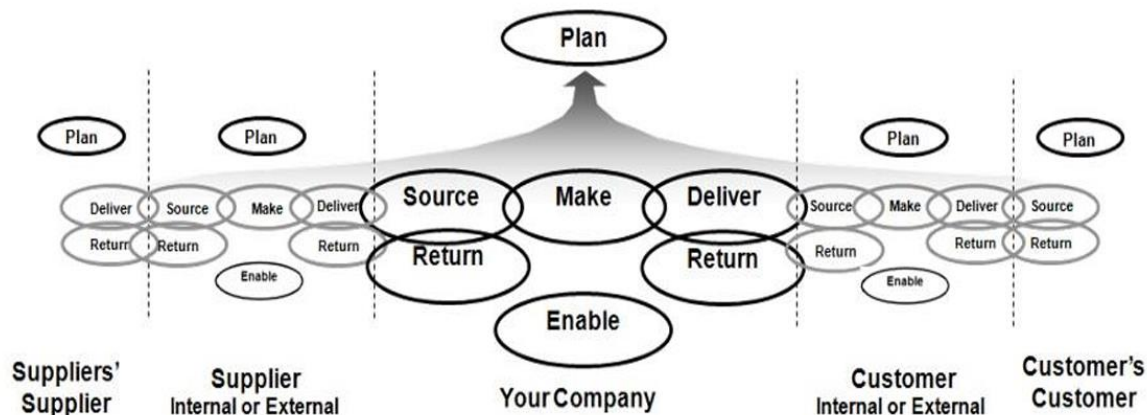 Plan
Plan
Plan
Plan
Plan
Deliver
Source
Make
Deliver
Source
Make
Deliver
Source
Make
Deliver
Source
Return
Return
Return
Return
Return
Return
Return
Return
Enable
Enable
Enable
Suppliers’
Supplier
Supplier
Internal or External
Your Company
Customer
Internal or External
Customer's
Customer